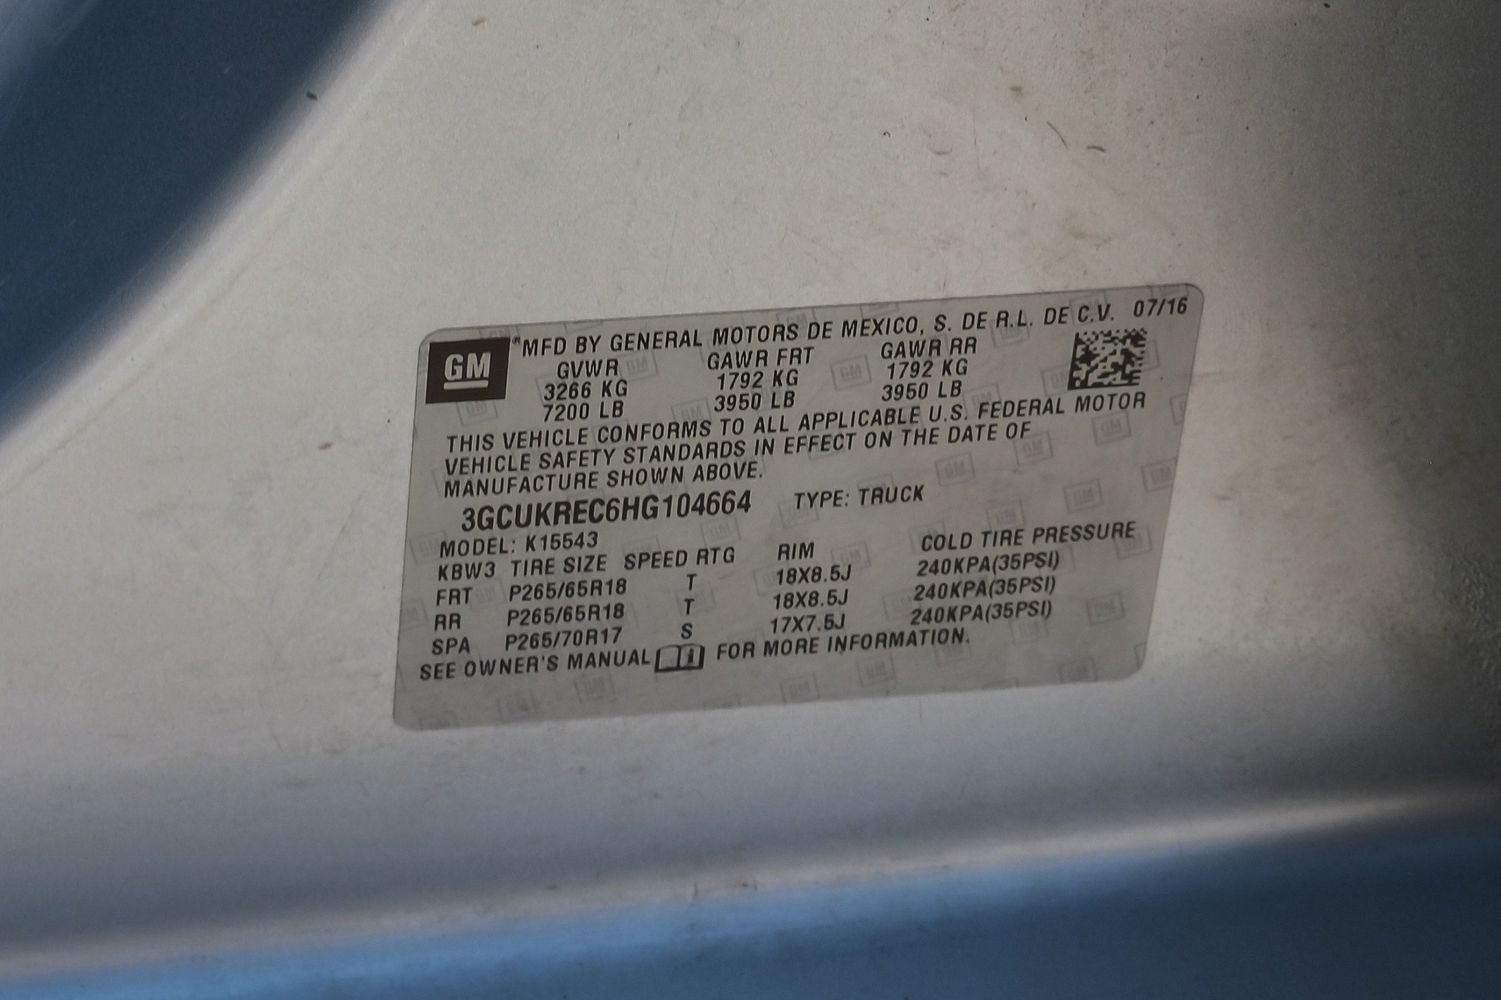 GM ®MFD BY GENERAL MOTORS DE MEXICO, S. DE R.L. DE C.V. 07/16
GVWR GAWR FRT GAWR RR
3266 KG 1792 KG 1792 KG
7200 LB 3950 LB 3950 LB
THIS VEHICLE CONFORMS TO ALL APPLICABLE U.S. FEDERAL MOTOR
VEHICLE SAFETY STANDARDS IN EFFECT ON THE DATE OF
MANUFACTURE SHOWN ABOVE.
3GCUKREC6HG104664 TYPE: TRUCK
MODEL: K15543
KBW3 TIRE SIZE SPEED RTG RIM COLD TIRE PRESSURE
FRT P265/65R18 T 18X8.5J 240KPA(35PSI)
RR P265/65R18 T 18X8.5J 240KPA(35PSI)
SPA P265/70R17 S 17X7.5J 240KPA(35PSI)
SEE OWNER'S MANUAL FOR MORE INFORMATION.